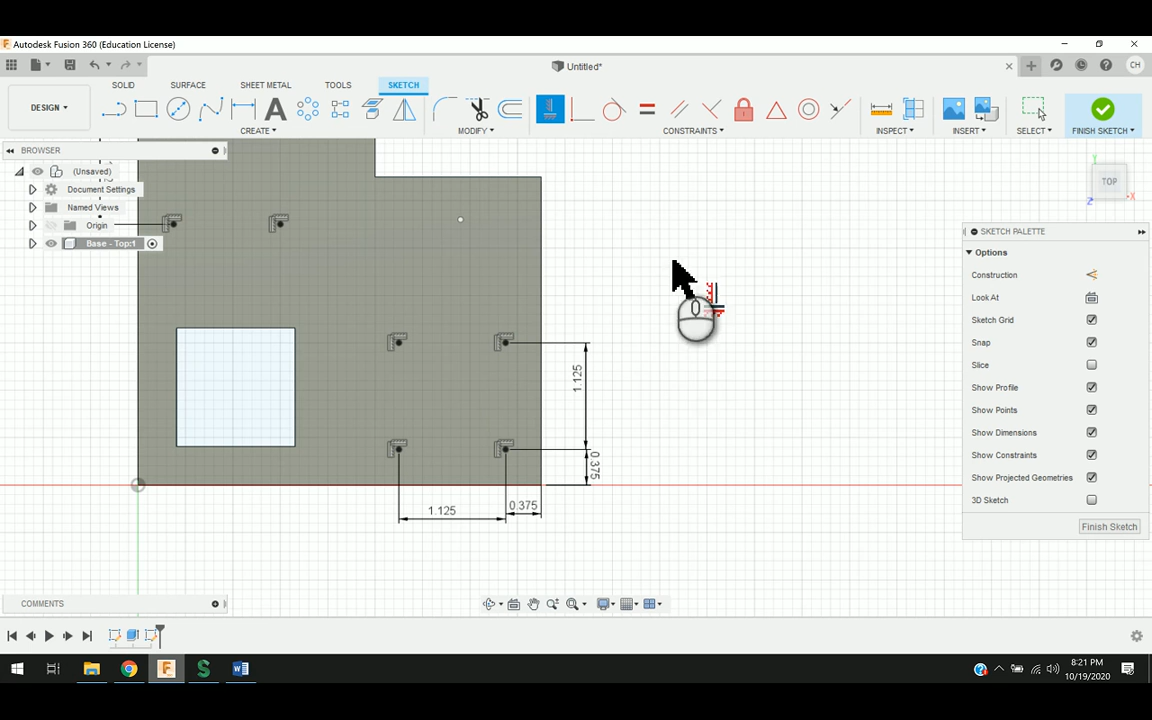 Autodesk Fusion 360 (Education License)
Untitled*
CH
SOLID SURFACE SHEET METAL TOOLS SKETCH
DESIGN
CREATE MODIFY CONSTRAINTS INSPECT INSERT SELECT FINISH SKETCH
BROWSER
(Unsaved)
Document Settings
Named Views
Origin
Base - Top:1
TOP
Y
X
Z
SKETCH PALETTE
Options
Construction
Look At
Sketch Grid
Snap
Slice
Show Profile
Show Points
Show Dimensions
Show Constraints
Show Projected Geometries
3D Sketch
Finish Sketch
1.125
0.375
1.125
0.375
COMMENTS
8:21 PM
10/19/2020